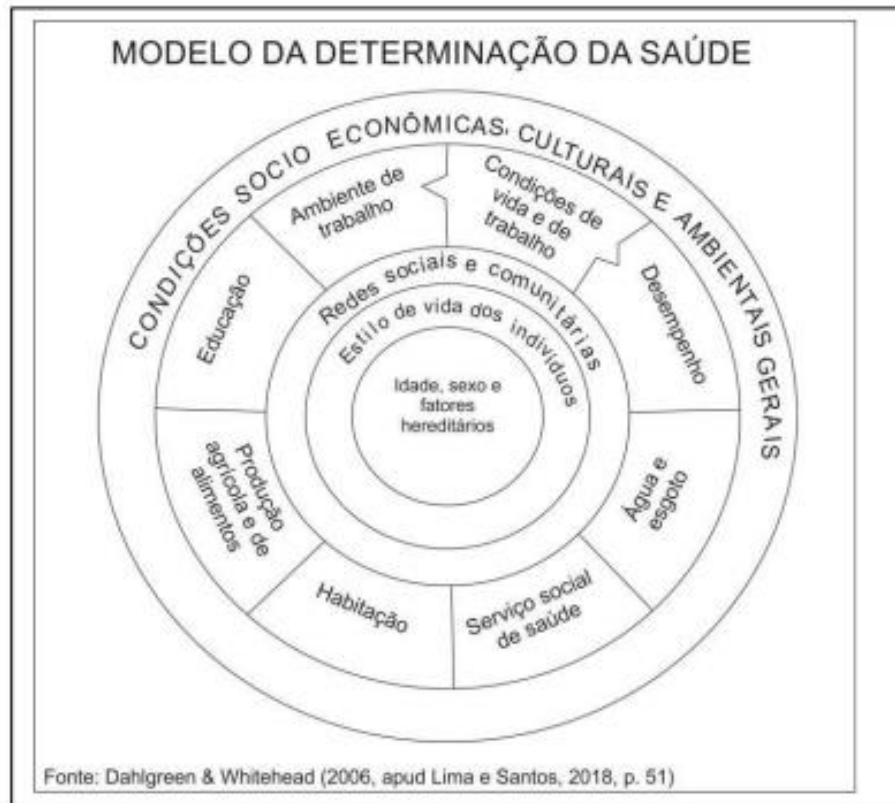 MODELO DA DETERMINAÇÃO DA SAÚDE
CONDIÇÕES SOCIO ECONÔMICAS, CULTURAIS E AMBIENTAIS GERAIS
Ambiente de
trabalho
Condições de
vida e de
trabalho
Desempenho
Água e
esgoto
Serviço social
de saúde
Habitação
Produção
agrícola e de
alimentos
Educação
Redes sociais e comunitárias
Estilo de vida dos indivíduos
Idade, sexo e
fatores
hereditários
Fonte: Dahlgreen & Whitehead (2006, apud Lima e Santos, 2018, p. 51)